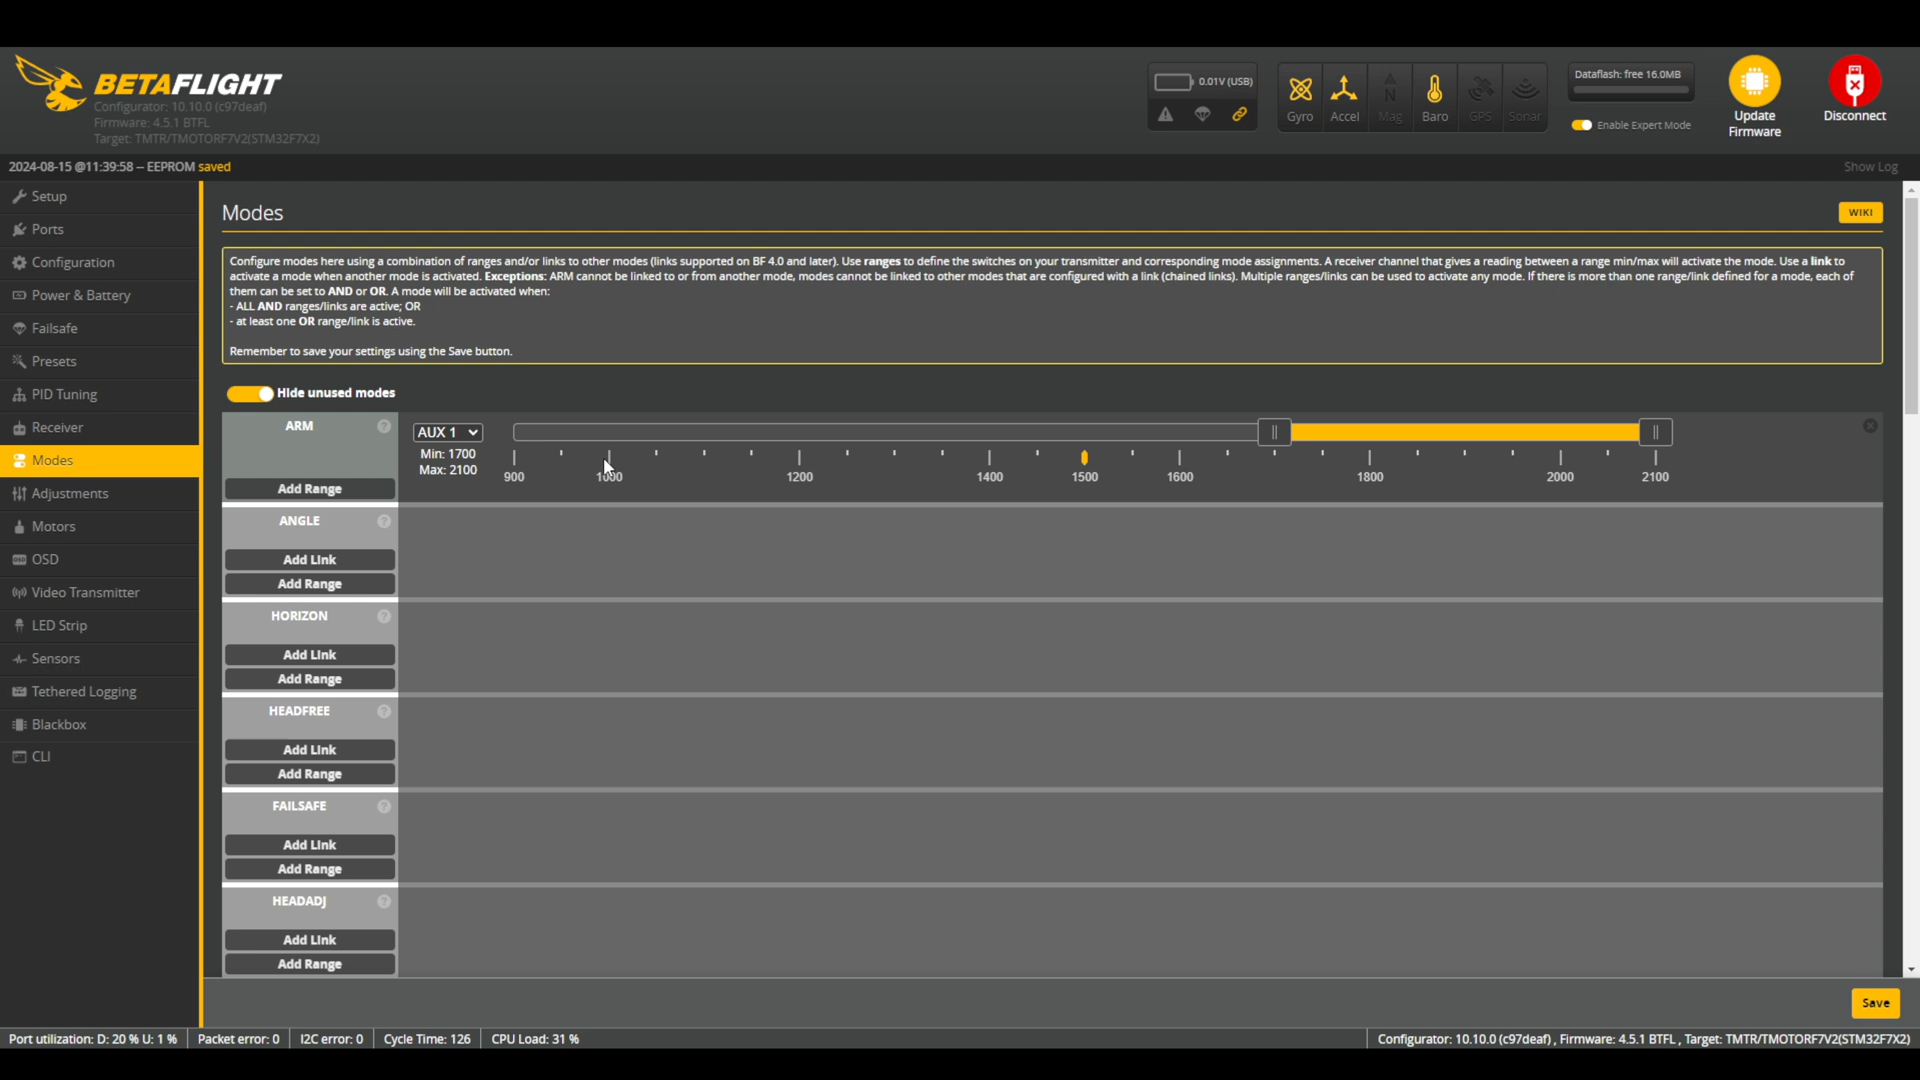 BETAFLIGHT
Configurator: 10.10.0 (c97deaf)
Firmware: 4.5.1 BTFL
Target: TMTR/TMOTORF7V2(STM32F7X2)
0.01V (USB)
Gyro Accel Mag Baro GPS Sonar
Dataflash: free 16.0MB
Enable Expert Mode
Update
Firmware
Disconnect
2024-08-15 @11:39:58 -- EEPROM saved
Show Log
Setup
Ports
Configuration
Power & Battery
Failsafe
Presets
PID Tuning
Receiver
Modes
Adjustments
Motors
OSD
Video Transmitter
LED Strip
Sensors
Tethered Logging
Blackbox
CLI
Modes
WIKI
Configure modes here using a combination of ranges and/or links to other modes (links supported on BF 4.0 and later). Use ranges to define the switches on your transmitter and corresponding mode assignments. A receiver channel that gives a reading between a range min/max will activate the mode. Use a link to
activate a mode when another mode is activated. Exceptions: ARM cannot be linked to or from another mode, modes cannot be linked to other modes that are configured with a link (chained links). Multiple ranges/links can be used to activate any mode. If there is more than one range/link defined for a mode, each of
them can be set to AND or OR. A mode will be activated when:
- ALL AND ranges/links are active; OR
- at least one OR range/link is active.
Remember to save your settings using the Save button.
Hide unused modes
ARM ?
Add Range
AUX 1
Min: 1700
Max: 2100
900 1000 1200 1400 1500 1600 1800 2000 2100
ANGLE ?
Add Link
Add Range
HORIZON ?
Add Link
Add Range
HEADFREE ?
Add Link
Add Range
FAILSAFE ?
Add Link
Add Range
HEADADJ ?
Add Link
Add Range
Save
Port utilization: D: 20 % U: 1 % Packet error: 0 I2C error: 0 Cycle Time: 126 CPU Load: 31 %
Configurator: 10.10.0 (c97deaf) , Firmware: 4.5.1 BTFL , Target: TMTR/TMOTORF7V2(STM32F7X2)